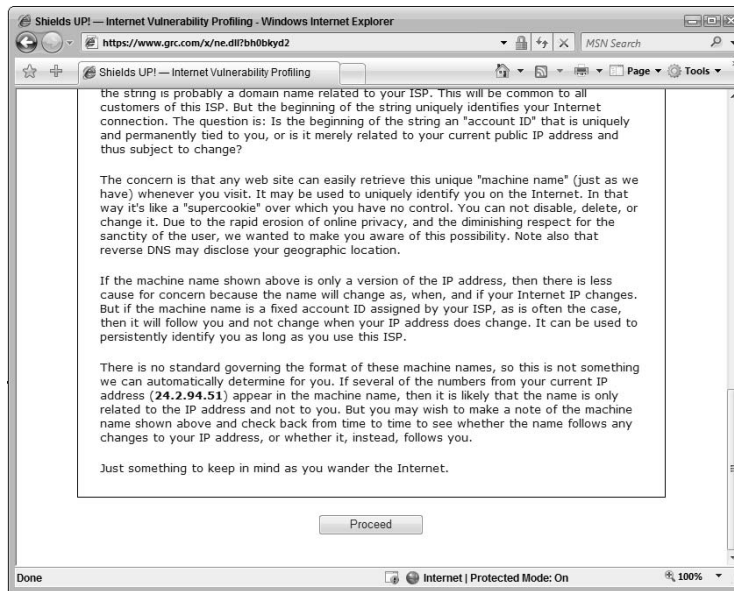 Shields UP! — Internet Vulnerability Profiling - Windows Internet Explorer
https://www.grc.com/x/ne.dll?bh0bkyd2
MSN Search
Shields UP! — Internet Vulnerability Profiling
Page
Tools
the string is probably a domain name related to your ISP. This will be common to all
customers of this ISP. But the beginning of the string uniquely identifies your Internet
connection. The question is: Is the beginning of the string an "account ID" that is uniquely
and permanently tied to you, or is it merely related to your current public IP address and
thus subject to change?
The concern is that any web site can easily retrieve this unique "machine name" (just as we
have) whenever you visit. It may be used to uniquely identify you on the Internet. In that
way it's like a "supercookie" over which you have no control. You can not disable, delete, or
change it. Due to the rapid erosion of online privacy, and the diminishing respect for the
sanctity of the user, we wanted to make you aware of this possibility. Note also that
reverse DNS may disclose your geographic location.
If the machine name shown above is only a version of the IP address, then there is less
cause for concern because the name will change as, when, and if your Internet IP changes.
But if the machine name is a fixed account ID assigned by your ISP, as is often the case,
then it will follow you and not change when your IP address does change. It can be used to
persistently identify you as long as you use this ISP.
There is no standard governing the format of these machine names, so this is not something
we can automatically determine for you. If several of the numbers from your current IP
address (24.2.94.51) appear in the machine name, then it is likely that the name is only
related to the IP address and not to you. But you may wish to make a note of the machine
name shown above and check back from time to time to see whether the name follows any
changes to your IP address, or whether it, instead, follows you.
Just something to keep in mind as you wander the Internet.
Proceed
Done
Internet | Protected Mode: On
100%